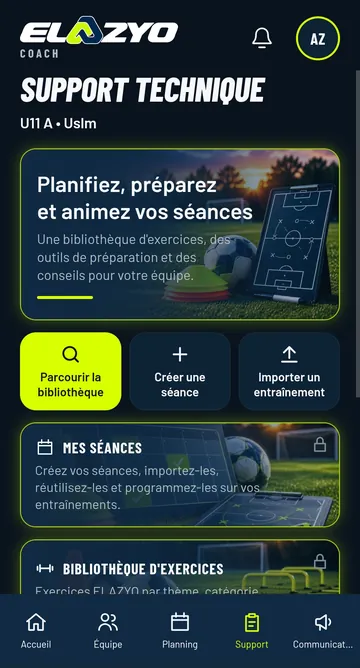 ELAZYO
COACH
AZ
SUPPORT TECHNIQUE
U11 A • Uslm
Planifiez, préparez
et animez vos séances
Une bibliothèque d'exercices, des
outils de préparation et des
conseils pour votre équipe.
Parcourir la
bibliothèque
Créer une
séance
Importer un
entraînement
MES SÉANCES
Créez vos séances, importez-les,
réutilisez-les et programmez-les sur vos
entraînements.
BIBLIOTHÈQUE D'EXERCICES
Exercices ELAZYO par thème, catégorie
Accueil
Équipe
Planning
Support
Communicat...